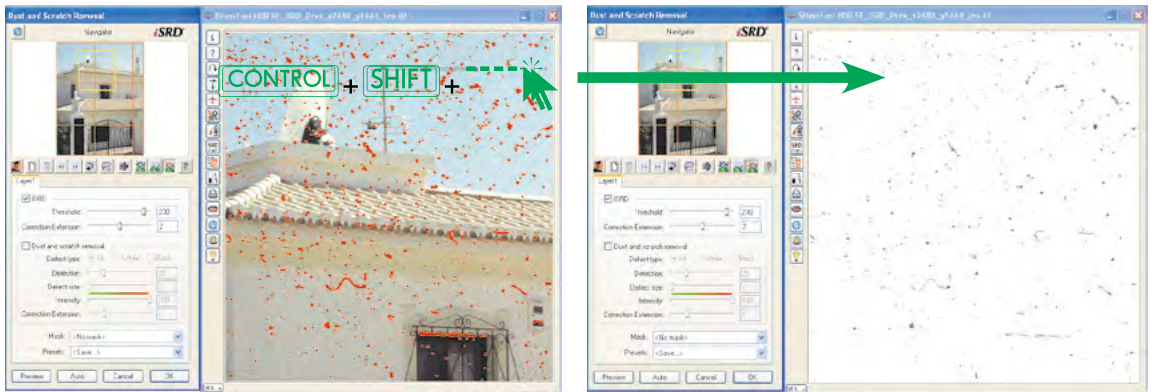 Dust and Scratch Removal
Navigator
iSRD
CONTROL + SHIFT +
Layer1
iSRD
Threshold: 230
Correction Extension: 2
Dust and scratch removal
Defect type:
Detection:
Defect size:
Intensity:
Correction Extension:
Mask: <No mask>
Presets: <Save...>
Preview Auto Cancel OK
Dust and Scratch Removal
Navigator
iSRD
Layer1
iSRD
Threshold: 230
Correction Extension: 2
Dust and scratch removal
Defect type:
Detection:
Defect size:
Intensity:
Correction Extension:
Mask: <No mask>
Presets: <Save...>
Preview Auto Cancel OK